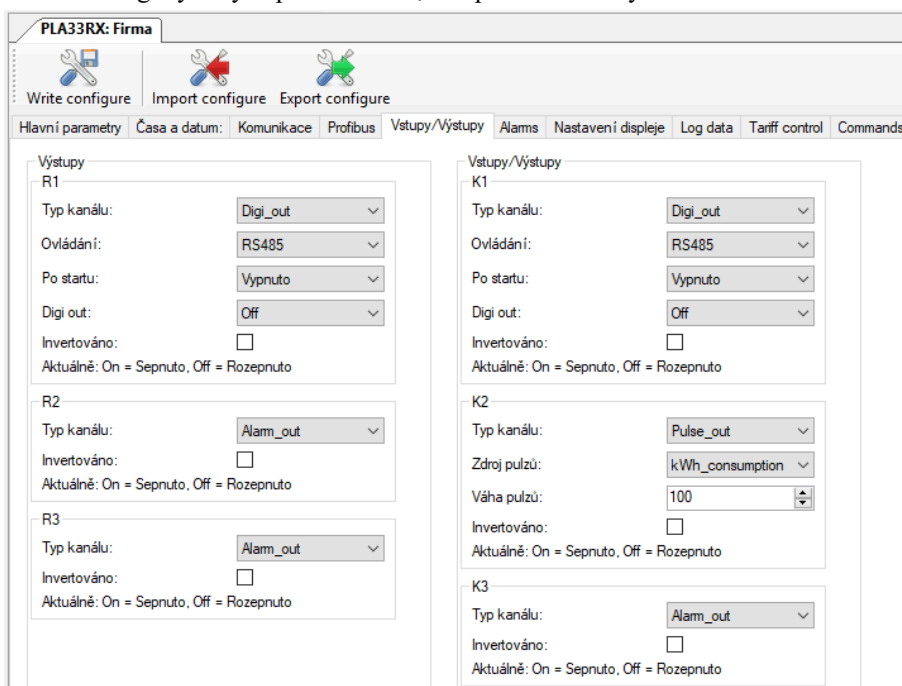 PLA33RX: Firma
Write configure Import configure Export configure
Hlavní parametry Časa a datum: Komunikace Profibus Vstupy/Výstupy Alarms Nastavení displeje Log data Tariff control Commands
Výstupy
R1
Typ kanálu: Digi_out
Ovládání: RS485
Po startu: Vypnuto
Digi out: Off
Invertováno:
Aktuálně: On = Sepnuto, Off = Rozepnuto
R2
Typ kanálu: Alarm_out
Invertováno:
Aktuálně: On = Sepnuto, Off = Rozepnuto
R3
Typ kanálu: Alarm_out
Invertováno:
Aktuálně: On = Sepnuto, Off = Rozepnuto
Vstupy/Výstupy
K1
Typ kanálu: Digi_out
Ovládání: RS485
Po startu: Vypnuto
Digi out: Off
Invertováno:
Aktuálně: On = Sepnuto, Off = Rozepnuto
K2
Typ kanálu: Pulse_out
Zdroj pulzů: kWh_consumption
Váha pulzů: 100
Invertováno:
Aktuálně: On = Sepnuto, Off = Rozepnuto
K3
Typ kanálu: Alarm_out
Invertováno:
Aktuálně: On = Sepnuto, Off = Rozepnuto